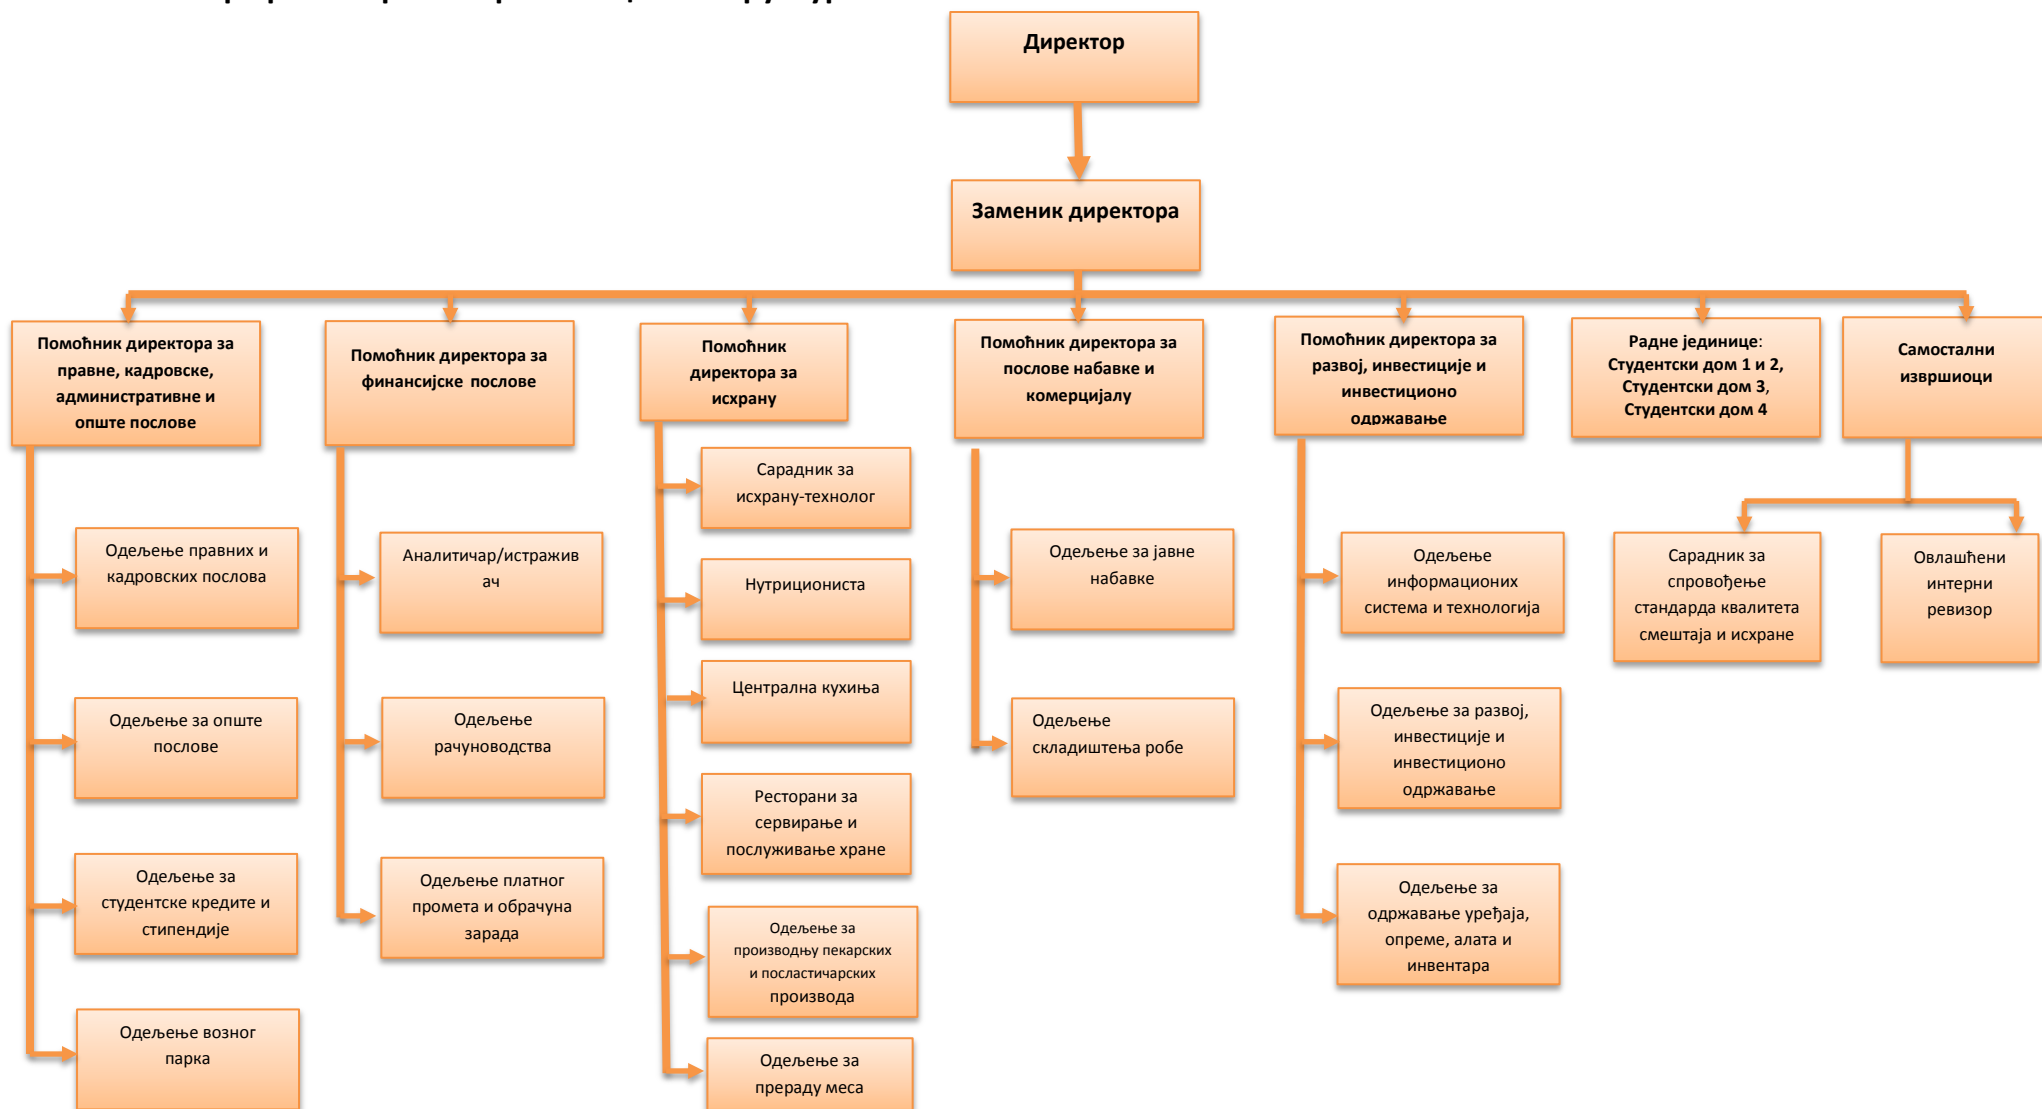 Директор
Заменик директора
Помоћник директора за
правне, кадровске,
административне и
опште послове
Помоћник директора за
финансијске послове
Помоћник
директора за
исхрану
Помоћник директора за
послове набавке и
комерцијалу
Помоћник директора за
развој, инвестиције и
инвестиционо
одржавање
Радне јединице:
Студентски дом 1 и 2,
Студентски дом 3,
Студентски дом 4
Самостални
извршиоци
Одељење правних и
кадровских послова
Одељење за опште
послове
Одељење за
студентске кредите и
стипендије
Одељење возног
парка
Аналитичар/истражив
ач
Одељење
рачуноводства
Одељење платног
промета и обрачуна
зарада
Сарадник за
исхрану-технолог
Нутрициониста
Централна кухиња
Ресторани за
сервирање и
послуживање хране
Одељење за
производњу пекарских
и посластичарских
производа
Одељење за
прераду меса
Одељење за јавне
набавке
Одељење
складиштења робе
Одељење
информационих
система и технологија
Одељење за развој,
инвестиције и
инвестиционо
одржавање
Одељење за
одржавање уређаја,
опреме, алата и
инвентара
Сарадник за
спровођење
стандарда квалитета
смештаја и исхране
Овлашћени
интерни
ревизор